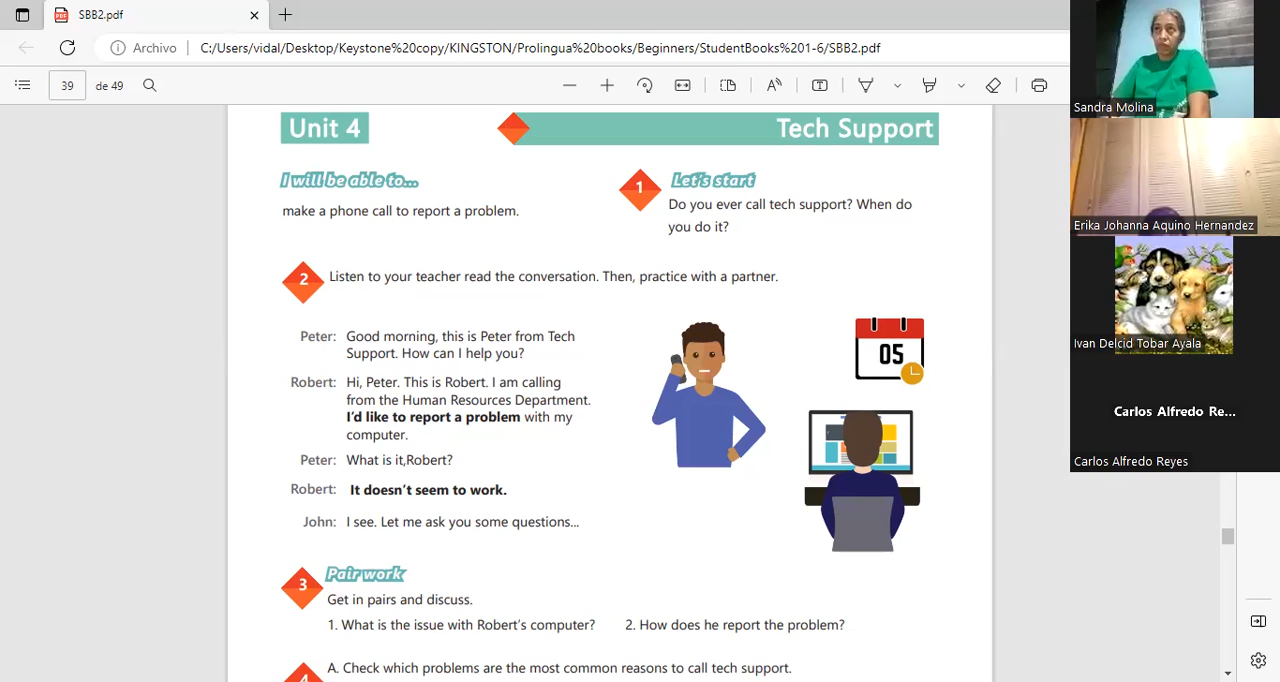 SBB2.pdf
Archivo
C:/Users/vidal/Desktop/Keystone%20copy/KINGSTON/Prolingua%20books/Beginners/StudentBooks%201-6/SBB2.pdf
39
de 49
Unit 4
Tech Support
I will be able to...
make a phone call to report a problem.
1
Let's start
Do you ever call tech support? When do
you do it?
2
Listen to your teacher read the conversation. Then, practice with a partner.
Peter: Good morning, this is Peter from Tech
Support. How can I help you?
Robert: Hi, Peter. This is Robert. I am calling
from the Human Resources Department.
I'd like to report a problem with my
computer.
Peter: What is it,Robert?
Robert: It doesn't seem to work.
John: I see. Let me ask you some questions...
05
3
Pair work
Get in pairs and discuss.
1. What is the issue with Robert's computer? 2. How does he report the problem?
4
A. Check which problems are the most common reasons to call tech support.
Sandra Molina
Erika Johanna Aquino Hernandez
Ivan Delcid Tobar Ayala
Carlos Alfredo Re...
Carlos Alfredo Reyes